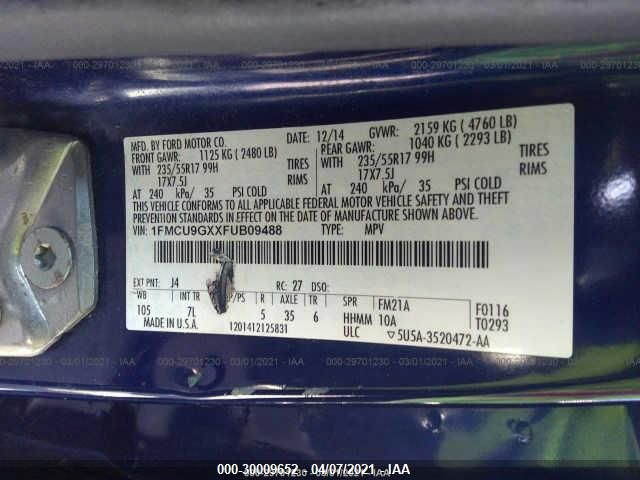 000-29701230 - 03/01/2021 - IAA
MFD. BY FORD MOTOR CO.
DATE: 12/14 GVWR: 2159 KG ( 4760 LB)
FRONT GAWR: 1125 KG ( 2480 LB) REAR GAWR: 1040 KG ( 2293 LB)
WITH 235/55R17 99H TIRES WITH 235/55R17 99H TIRES
17X7.5J RIMS 17X7.5J RIMS
AT 240 kPa/ 35 PSI COLD AT 240 kPa/ 35 PSI COLD
THIS VEHICLE CONFORMS TO ALL APPLICABLE FEDERAL MOTOR VEHICLE SAFETY AND THEFT
PREVENTION STANDARDS IN EFFECT ON THE DATE OF MANUFACTURE SHOWN ABOVE.
VIN: 1FMCU9GXXFUB09488 TYPE: MPV
EXT PNT: J4 RC: 27 DSO:
WB INT TR /PS R AXLE TR SPR FM21A F0116
105 7L 5 35 6 HHMM 10A T0293
MADE IN U.S.A. 1201412125831 ULC 5U5A-3520472-AA
000-30009652 - 04/07/2021 - IAA